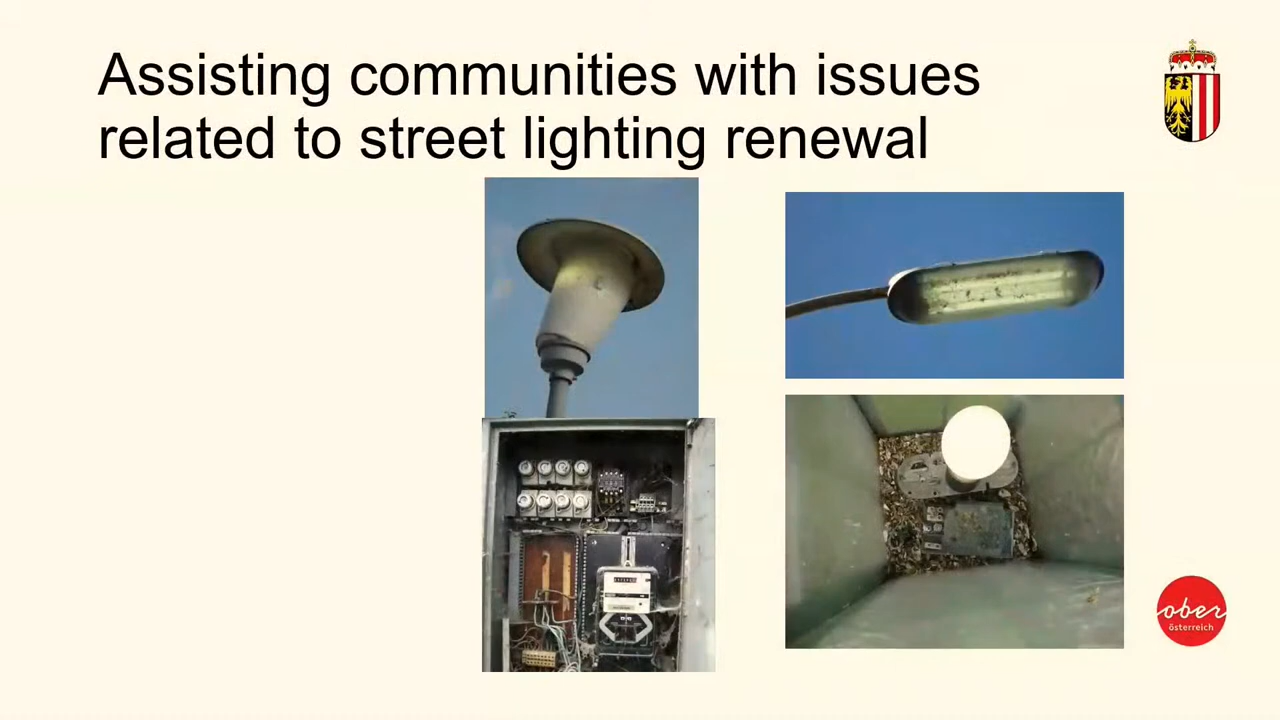 Assisting communities with issues
related to street lighting renewal
ober
österreich